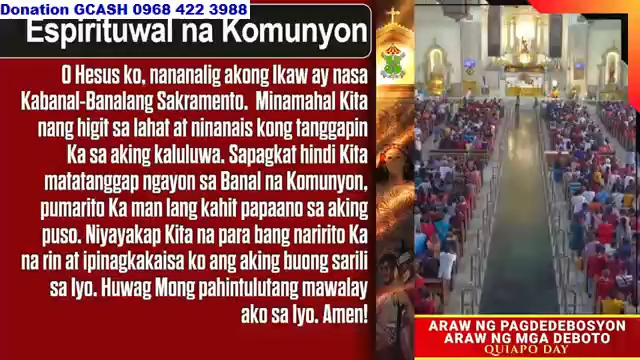 Donation GCASH 0968 422 3988
Espirituwal na Komunyon
O Hesus ko, nananalig akong Ikaw ay nasa
Kabanal-Banalang Sakramento. Minamahal Kita
nang higit sa lahat at ninanais kong tanggapin
Ka sa aking kaluluwa. Sapagkat hindi Kita
matatanggap ngayon sa Banal na Komunyon,
pumarito Ka man lang kahit papaano sa aking
puso. Niyayakap Kita na para bang naririto Ka
na rin at ipinagkakaisa ko ang aking buong sarili
sa Iyo. Huwag Mong pahintulutang mawalay
ako sa Iyo. Amen!
ARAW NG PAGDEDEBOSYON
ARAW NG MGA DEBOTO
QUIAPO DAY